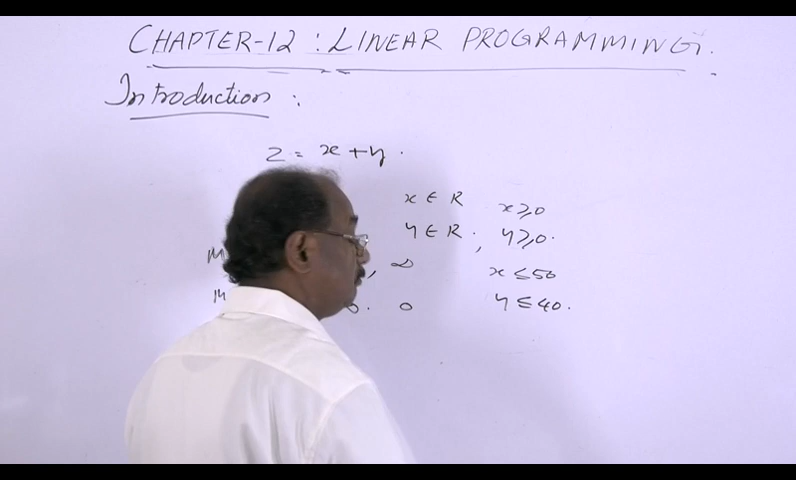 CHAPTER-12 : LINEAR PROGRAMMING.
Introduction :
Z = x + y .
x ∈ R x ≥ 0
y ∈ R , y ≥ 0 .
M , ∞ x ≤ 50
M 0 y ≤ 40 .